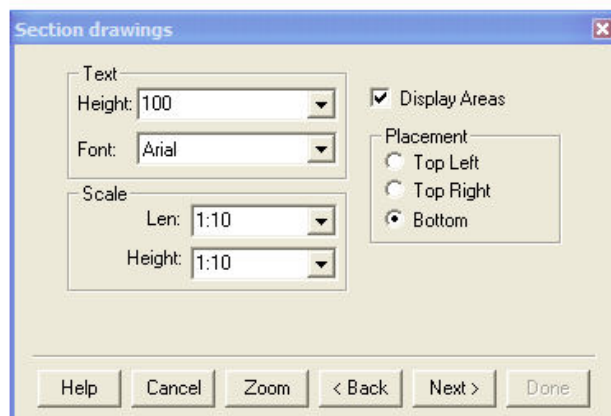 Section drawings
Text
Height: 100
Font: Arial
Scale
Len: 1:10
Height: 1:10
Display Areas
Placement
Top Left
Top Right
Bottom
Help Cancel Zoom < Back Next > Done